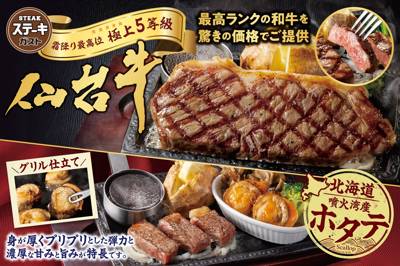 STEAK
ステーキ
ガスト
霜降り最高位 極上5等級
仙台牛
最高ランクの和牛を
驚きの価格でご提供
グリル仕立て
身が厚くプリプリとした弾力と
濃厚な甘みと旨みが特長です。
北海道
噴火湾産
ホタテ
Scallop